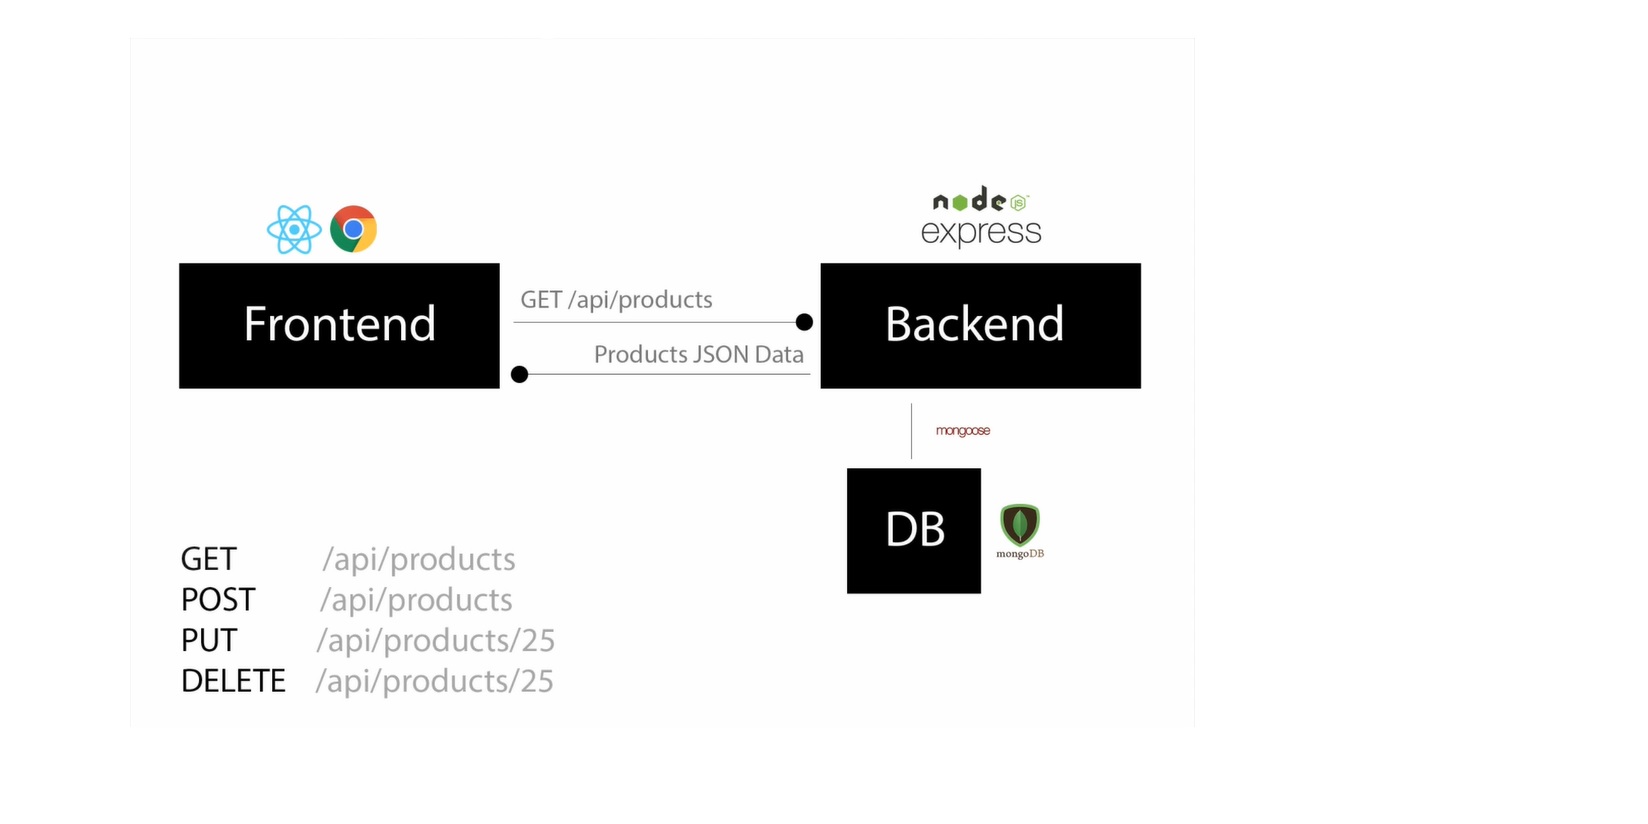 node js
express
Frontend
GET /api/products
Products JSON Data
Backend
mongoose
DB
mongoDB
GET /api/products
POST /api/products
PUT /api/products/25
DELETE /api/products/25